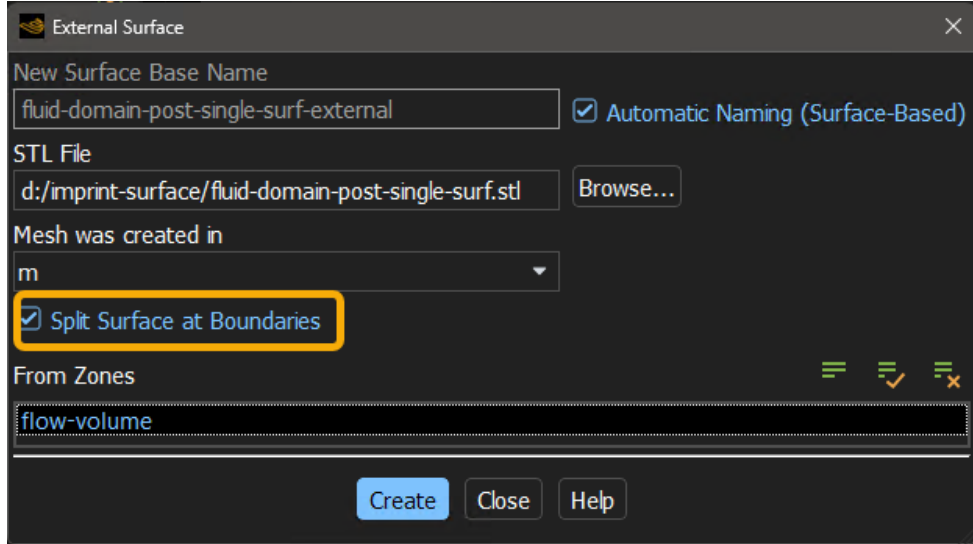 External Surface
New Surface Base Name
fluid-domain-post-single-surf-external
Automatic Naming (Surface-Based)
STL File
d:/imprint-surface/fluid-domain-post-single-surf.stl
Browse...
Mesh was created in
m
Split Surface at Boundaries
From Zones
flow-volume
Create Close Help